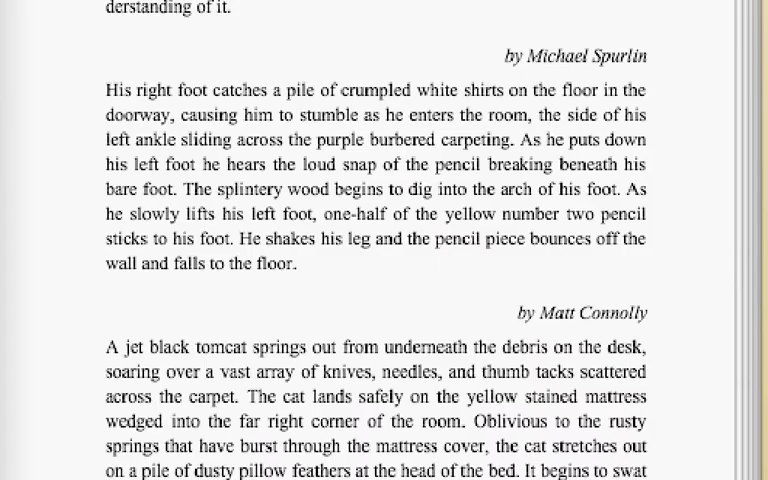 derstanding of it.
by Michael Spurlin
His right foot catches a pile of crumpled white shirts on the floor in the
doorway, causing him to stumble as he enters the room, the side of his
left ankle sliding across the purple burbered carpeting. As he puts down
his left foot he hears the loud snap of the pencil breaking beneath his
bare foot. The splintery wood begins to dig into the arch of his foot. As
he slowly lifts his left foot, one-half of the yellow number two pencil
sticks to his foot. He shakes his leg and the pencil piece bounces off the
wall and falls to the floor.
by Matt Connolly
A jet black tomcat springs out from underneath the debris on the desk,
soaring over a vast array of knives, needles, and thumb tacks scattered
across the carpet. The cat lands safely on the yellow stained mattress
wedged into the far right corner of the room. Oblivious to the rusty
springs that have burst through the mattress cover, the cat stretches out
on a pile of dusty pillow feathers at the head of the bed. It begins to swat